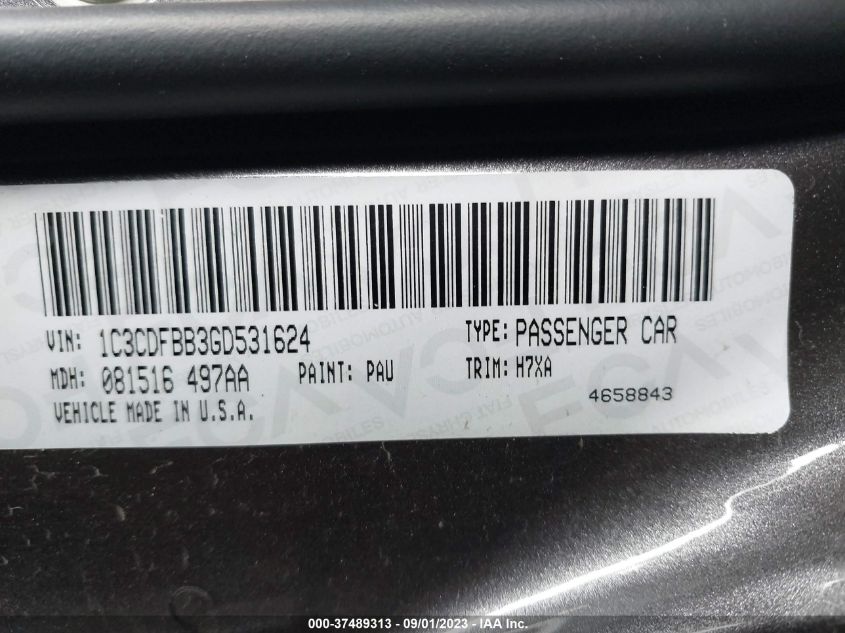 VIN: 1C3CDFBB3GD531624 TYPE: PASSENGER CAR
MDH: 081516 497AA PAINT: PAU TRIM: H7XA
VEHICLE MADE IN U.S.A. 4658843
000-37489313 - 09/01/2023 - IAA Inc.